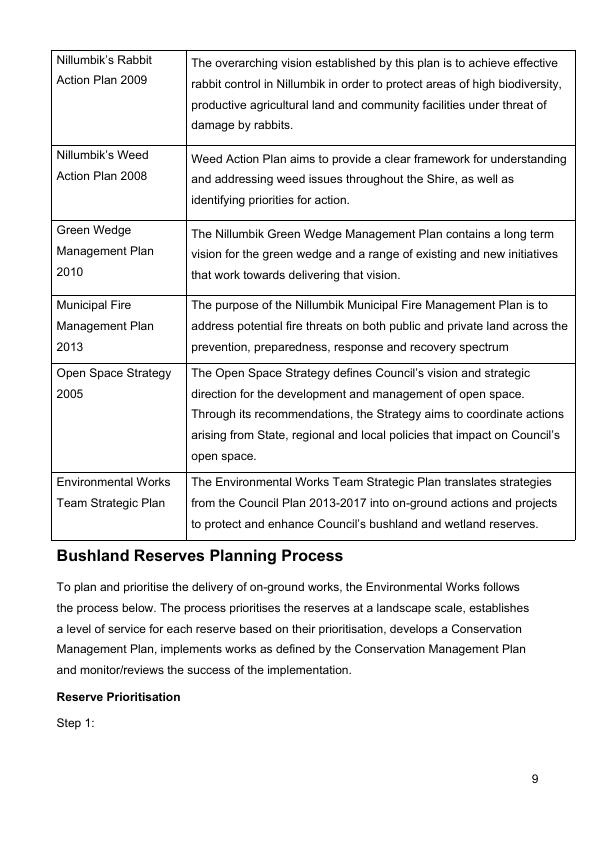 Nillumbik’s Rabbit
Action Plan 2009
The overarching vision established by this plan is to achieve effective
rabbit control in Nillumbik in order to protect areas of high biodiversity,
productive agricultural land and community facilities under threat of
damage by rabbits.
Nillumbik’s Weed
Action Plan 2008
Weed Action Plan aims to provide a clear framework for understanding
and addressing weed issues throughout the Shire, as well as
identifying priorities for action.
Green Wedge
Management Plan
2010
The Nillumbik Green Wedge Management Plan contains a long term
vision for the green wedge and a range of existing and new initiatives
that work towards delivering that vision.
Municipal Fire
Management Plan
2013
The purpose of the Nillumbik Municipal Fire Management Plan is to
address potential fire threats on both public and private land across the
prevention, preparedness, response and recovery spectrum
Open Space Strategy
2005
The Open Space Strategy defines Council’s vision and strategic
direction for the development and management of open space.
Through its recommendations, the Strategy aims to coordinate actions
arising from State, regional and local policies that impact on Council’s
open space.
Environmental Works
Team Strategic Plan
The Environmental Works Team Strategic Plan translates strategies
from the Council Plan 2013-2017 into on-ground actions and projects
to protect and enhance Council’s bushland and wetland reserves.
Bushland Reserves Planning Process
To plan and prioritise the delivery of on-ground works, the Environmental Works follows
the process below. The process prioritises the reserves at a landscape scale, establishes
a level of service for each reserve based on their prioritisation, develops a Conservation
Management Plan, implements works as defined by the Conservation Management Plan
and monitor/reviews the success of the implementation.
Reserve Prioritisation
Step 1:
9